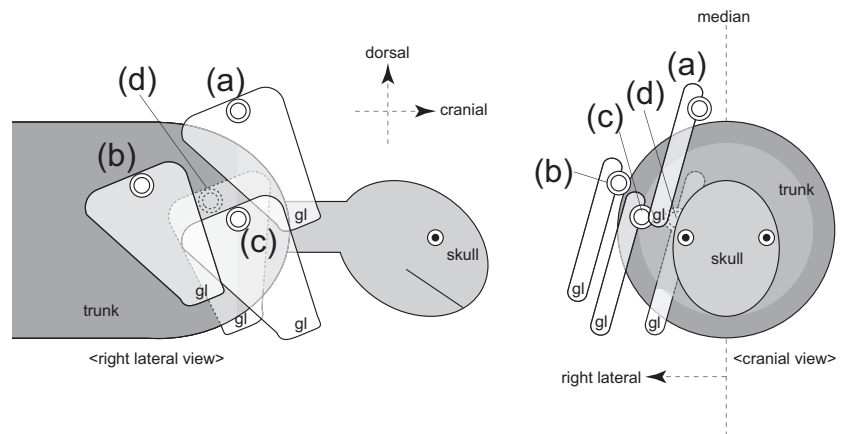 median
dorsal
cranial
(d)
(a)
(b)
(c)
gl
gl
gl
gl
trunk
skull
<right lateral view>
(a)
(d)
(c)
(b)
gl
trunk
skull
gl
gl
gl
<cranial view>
right lateral